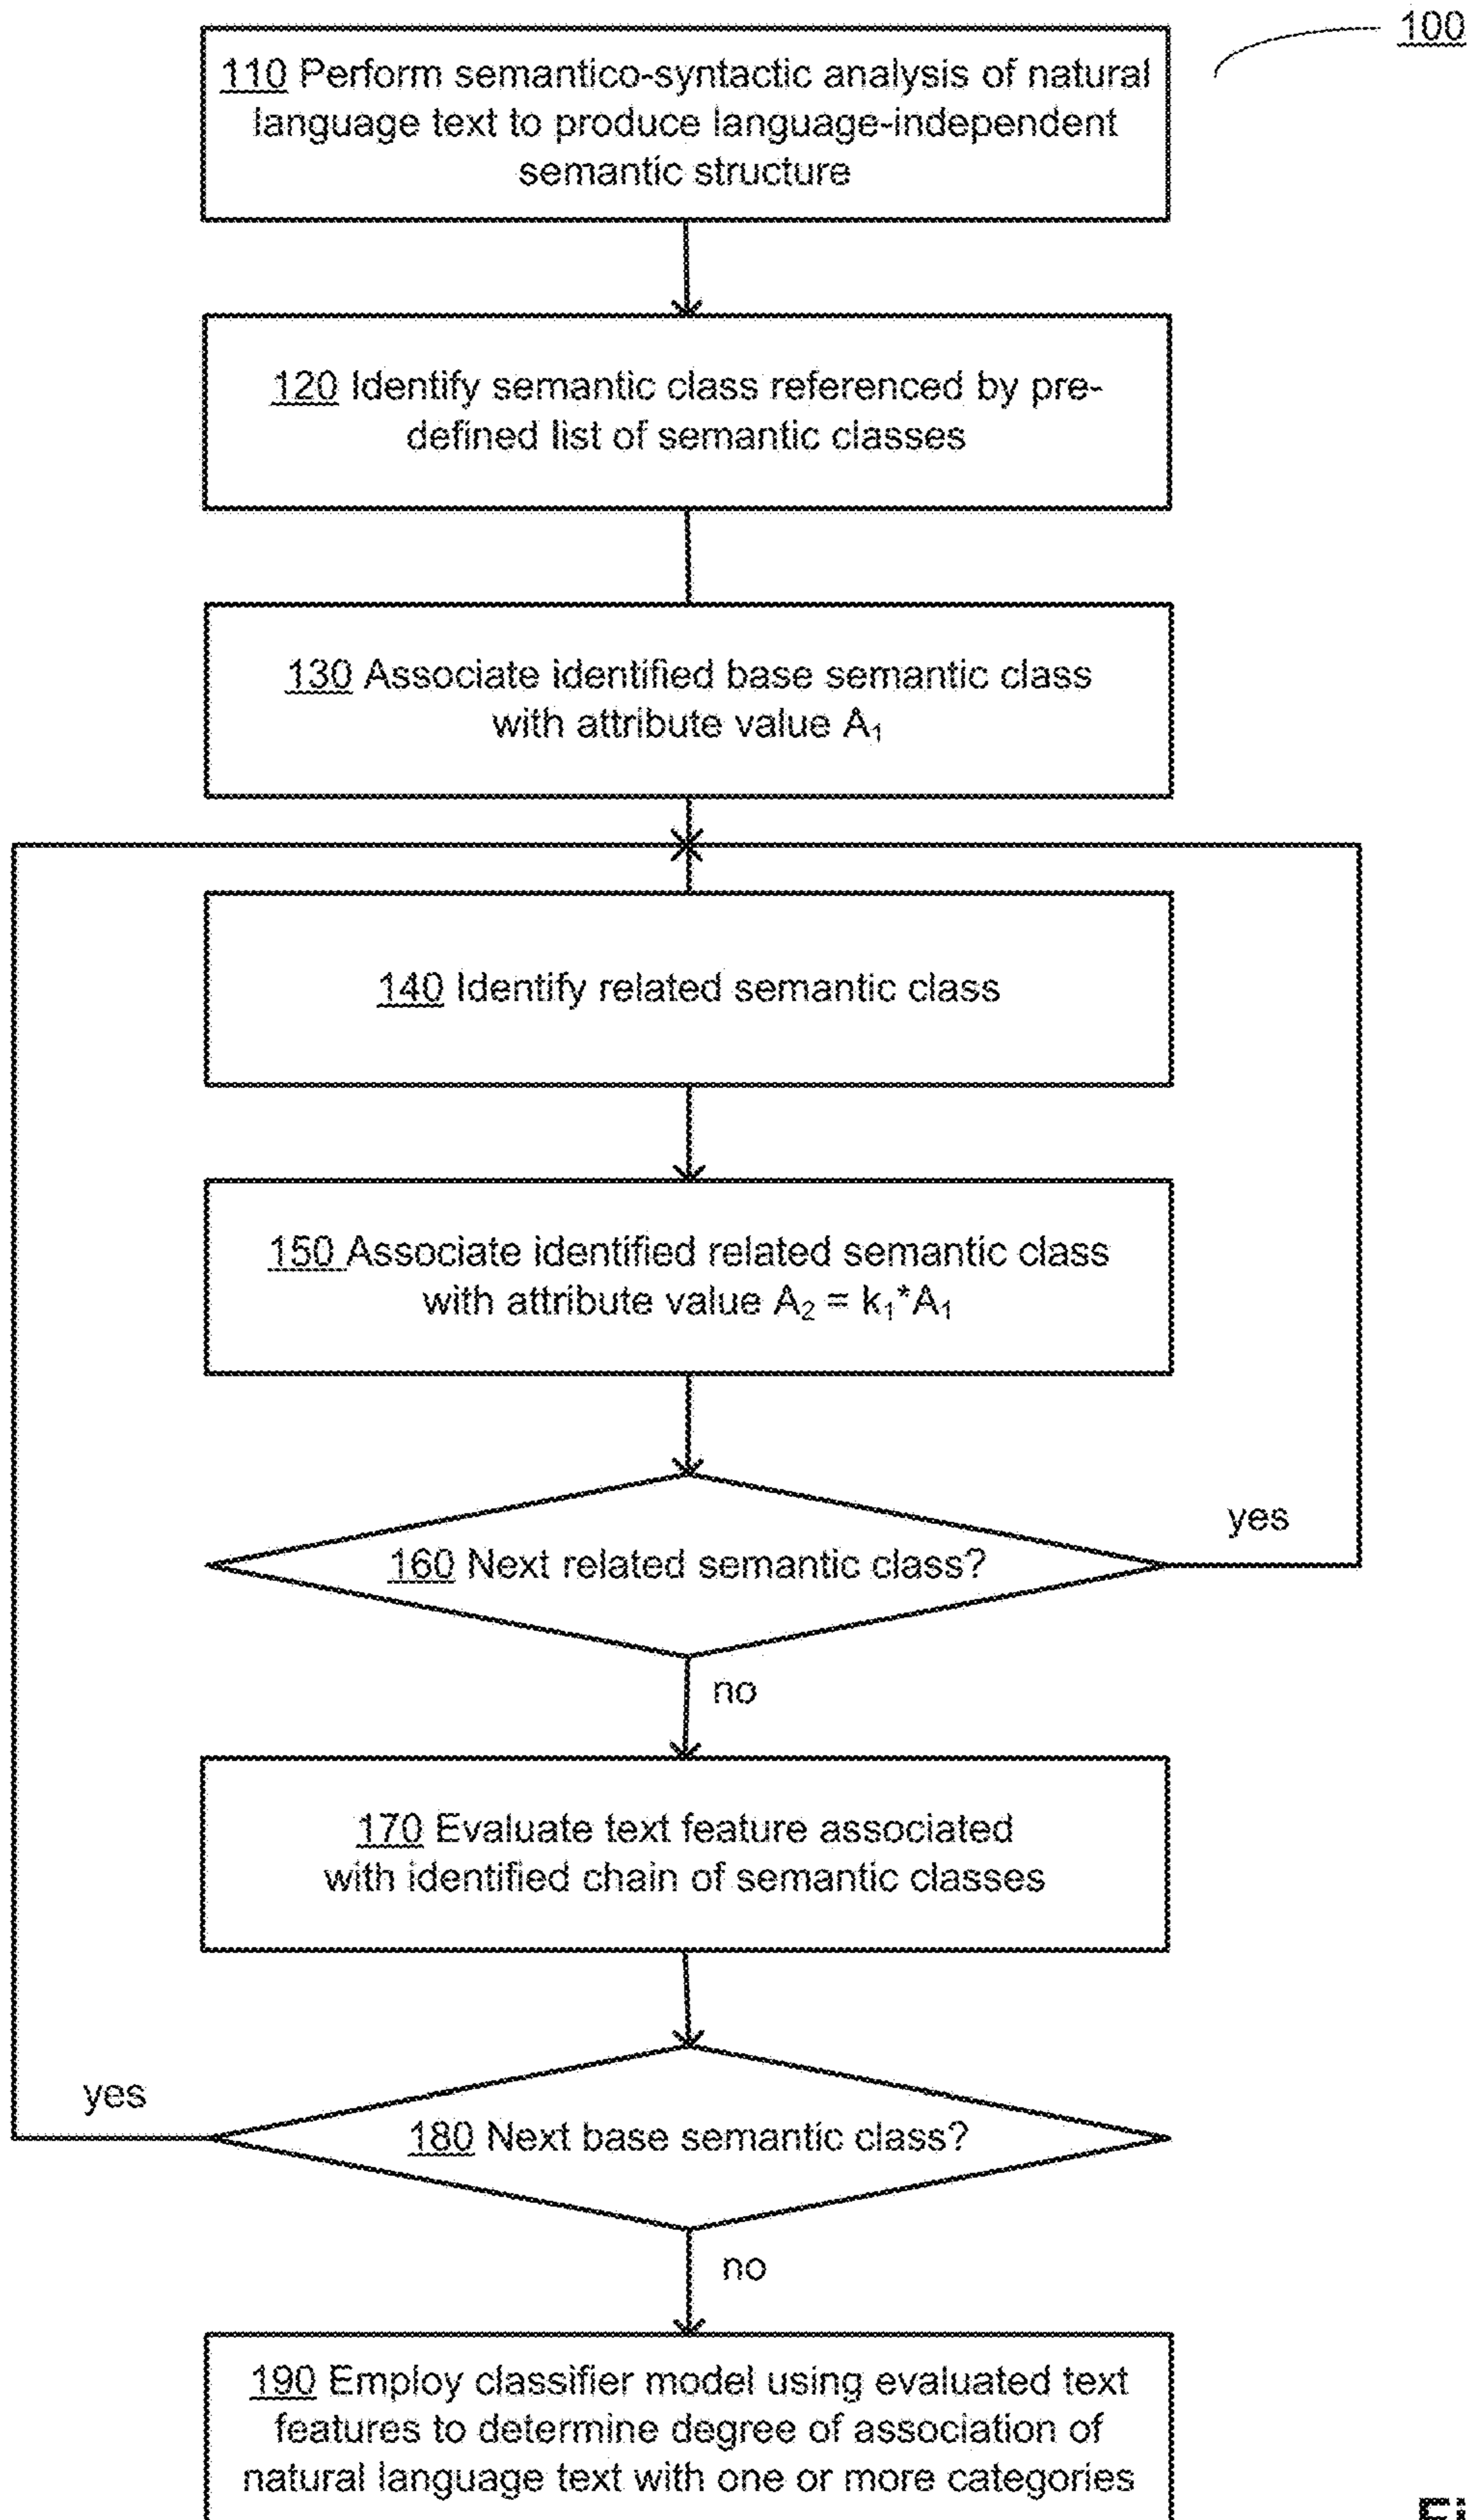 100
110 Perform semantico-syntactic analysis of natural
language text to produce language-independent
semantic structure
120 Identify semantic class referenced by pre-
defined list of semantic classes
130 Associate identified base semantic class
with attribute value A₁
140 Identify related semantic class
150 Associate identified related semantic class
with attribute value A₂ = k₁*A₁
yes
160 Next related semantic class?
no
170 Evaluate text feature associated
with identified chain of semantic classes
yes
180 Next base semantic class?
no
190 Employ classifier model using evaluated text
features to determine degree of association of
natural language text with one or more categories